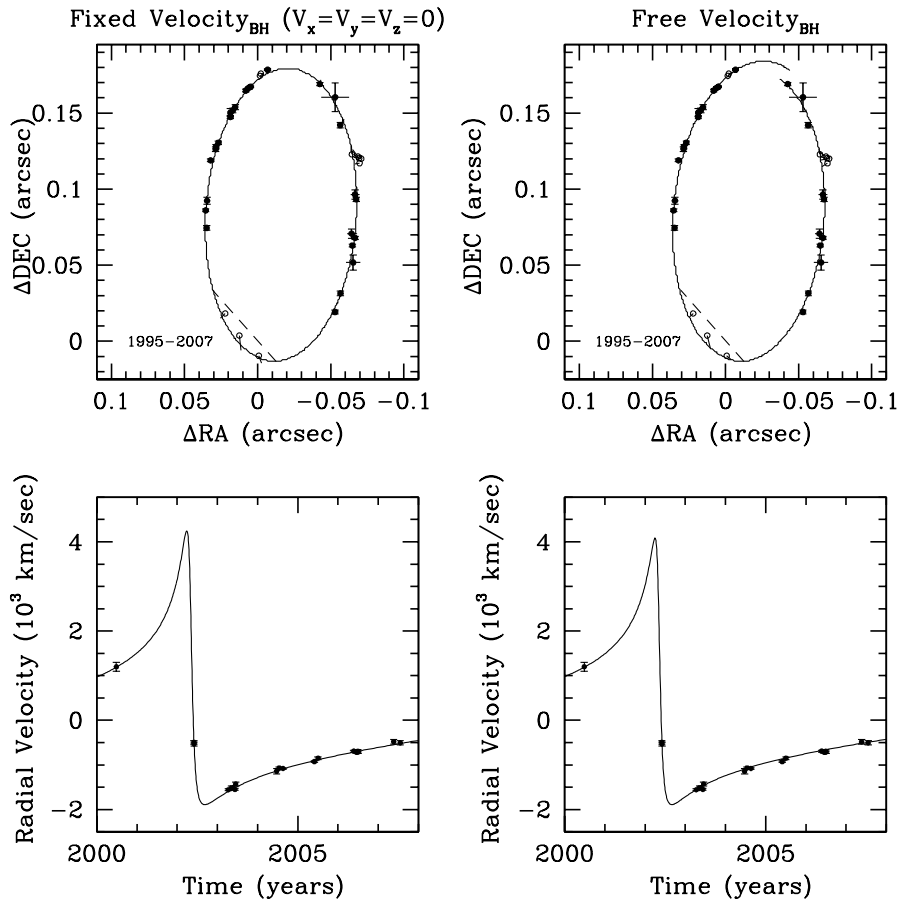 Fixed Velocity_BH (V_x=V_y=V_z=0)
Free Velocity_BH
ΔDEC (arcsec)
0.15
0.1
0.05
0
1995-2007
0.1 0.05 0 -0.05 -0.1
ΔRA (arcsec)
ΔDEC (arcsec)
0.15
0.1
0.05
0
1995-2007
0.1 0.05 0 -0.05 -0.1
ΔRA (arcsec)
Radial Velocity (10³ km/sec)
4
2
0
-2
2000 2005
Time (years)
Radial Velocity (10³ km/sec)
4
2
0
-2
2000 2005
Time (years)